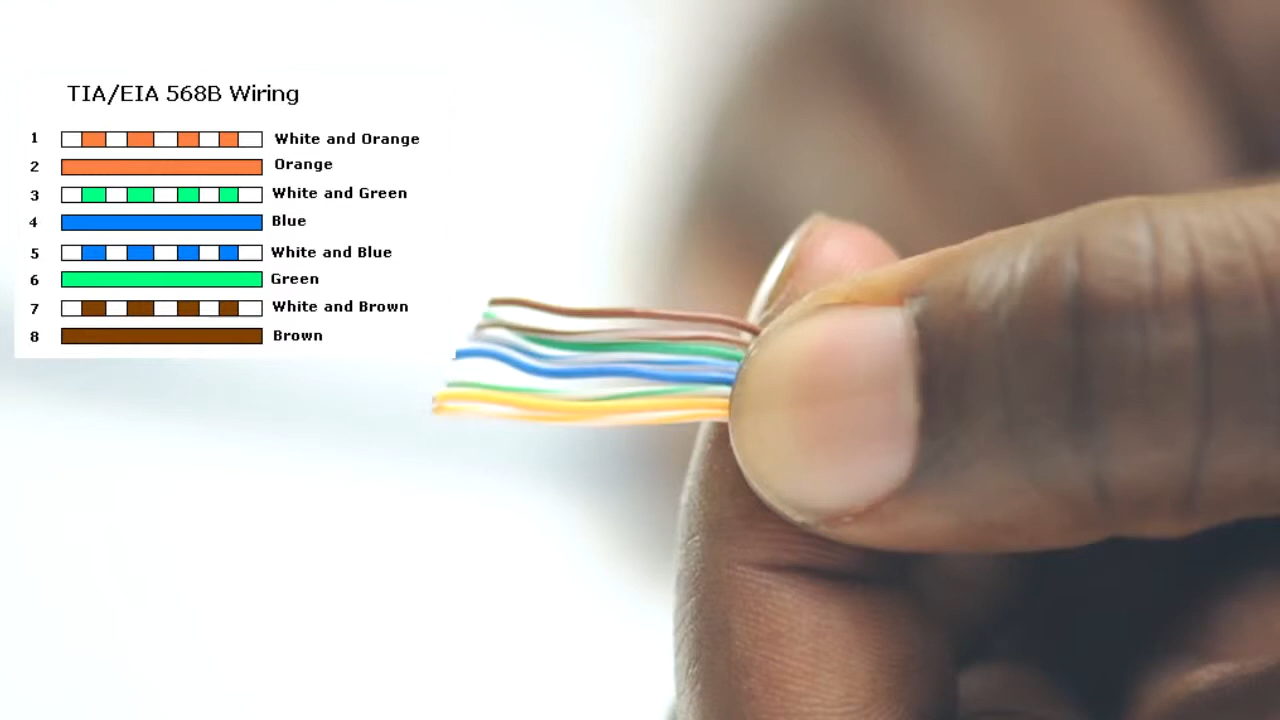 TIA/EIA 568B Wiring
1 White and Orange
2 Orange
3 White and Green
4 Blue
5 White and Blue
6 Green
7 White and Brown
8 Brown